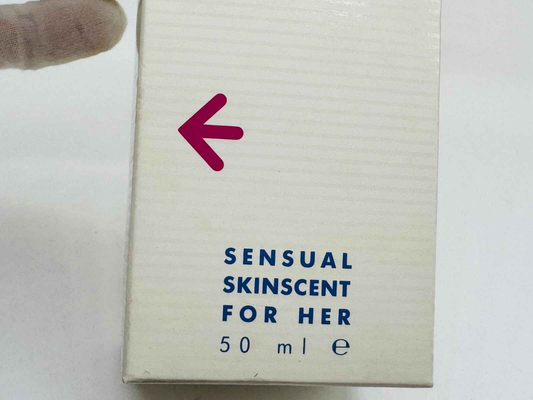 SENSUAL
SKINSCENT
FOR HER
50 ml ℮